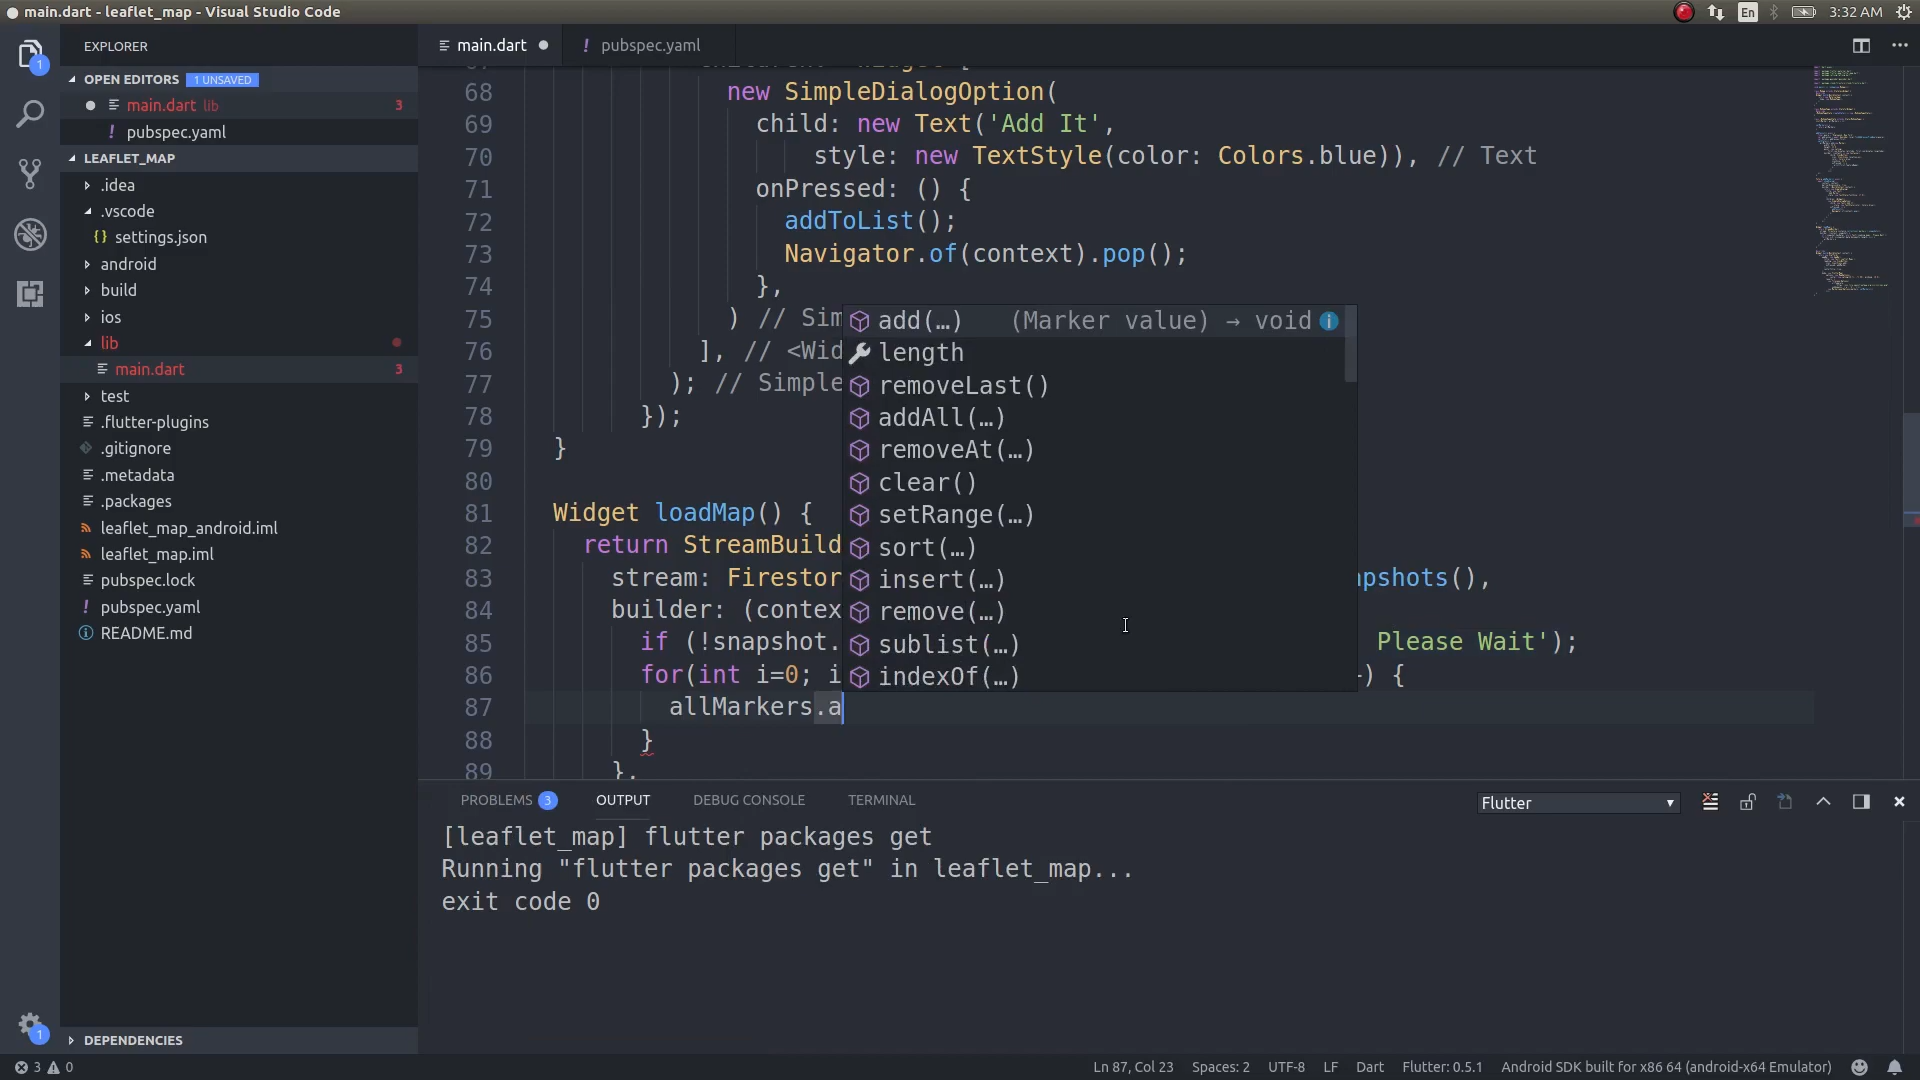 main.dart - leaflet_map - Visual Studio Code
En
3:32 AM
1
EXPLORER
OPEN EDITORS 1 UNSAVED
main.dart lib 3
! pubspec.yaml
LEAFLET_MAP
.idea
.vscode
{} settings.json
android
build
ios
lib
main.dart 3
test
.flutter-plugins
.gitignore
.metadata
.packages
leaflet_map_android.iml
leaflet_map.iml
pubspec.lock
! pubspec.yaml
README.md
1
DEPENDENCIES
main.dart
! pubspec.yaml
68 new SimpleDialogOption(
69 child: new Text('Add It',
70 style: new TextStyle(color: Colors.blue)), // Text
71 onPressed: () {
72 addToList();
73 Navigator.of(context).pop();
74 },
75 ) // Sim
76 ], // <Wid
77 ); // Simple
78 });
79 }
80
81 Widget loadMap() {
82 return StreamBuild
83 stream: Firestor pshots(),
84 builder: (contex
85 if (!snapshot. Please Wait');
86 for(int i=0; i ) {
87 allMarkers.a
88 }
89 },
add(…) (Marker value) → void
length
removeLast()
addAll(…)
removeAt(…)
clear()
setRange(…)
sort(…)
insert(…)
remove(…)
sublist(…)
indexOf(…)
PROBLEMS 3 OUTPUT DEBUG CONSOLE TERMINAL
Flutter
[leaflet_map] flutter packages get
Running "flutter packages get" in leaflet_map...
exit code 0
3 0
Ln 87, Col 23 Spaces: 2 UTF-8 LF Dart Flutter: 0.5.1 Android SDK built for x86 64 (android-x64 Emulator)